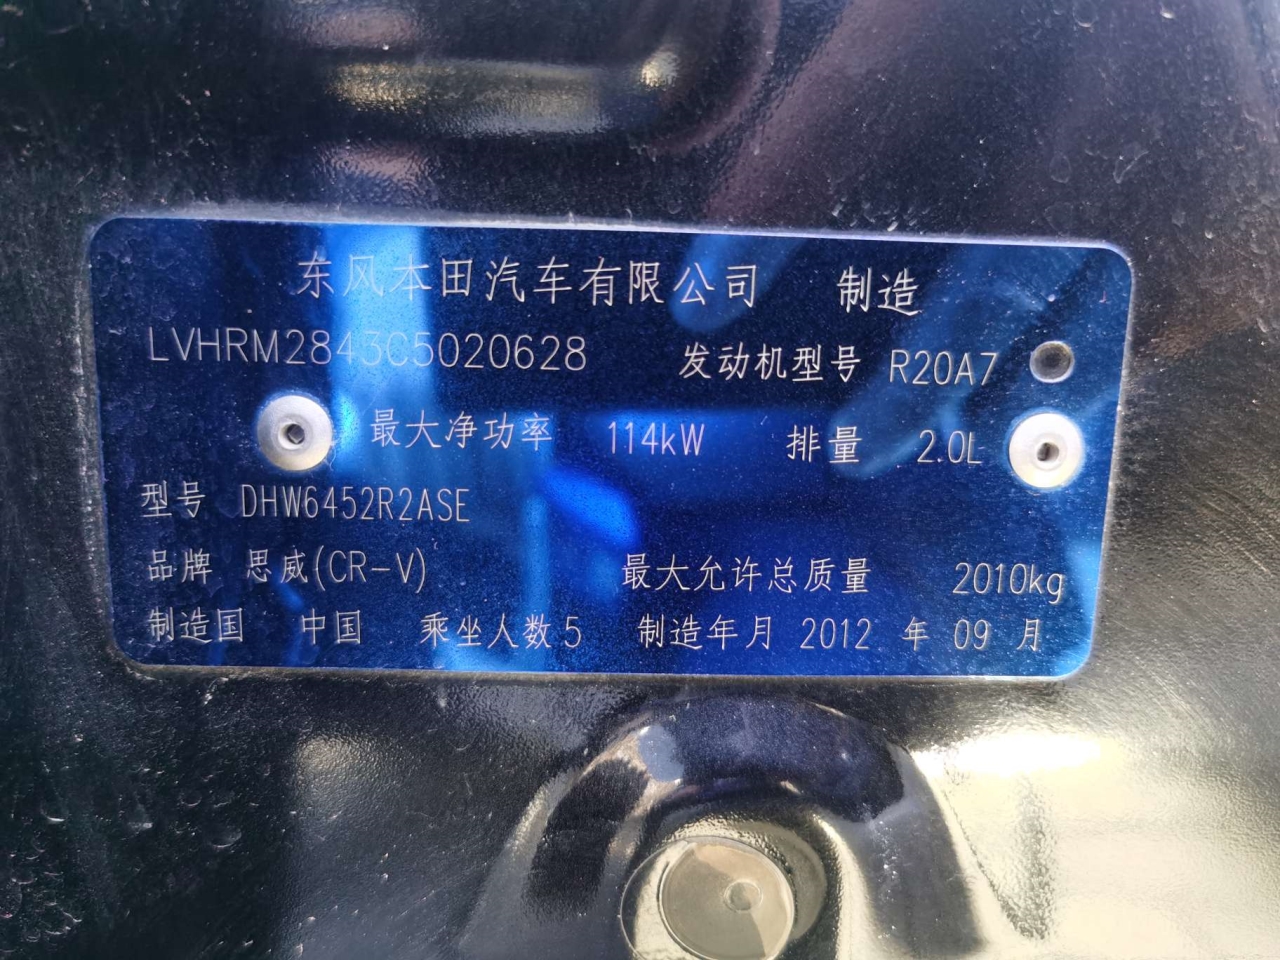 东风本田汽车有限公司 制造
LVHRM2843C5020628 发动机型号 R20A7
最大净功率 114kW 排量 2.0L
型号 DHW6452R2ASE
品牌 思威(CR-V) 最大允许总质量 2010kg
制造国 中国 乘坐人数 5 制造年月 2012 年 09 月